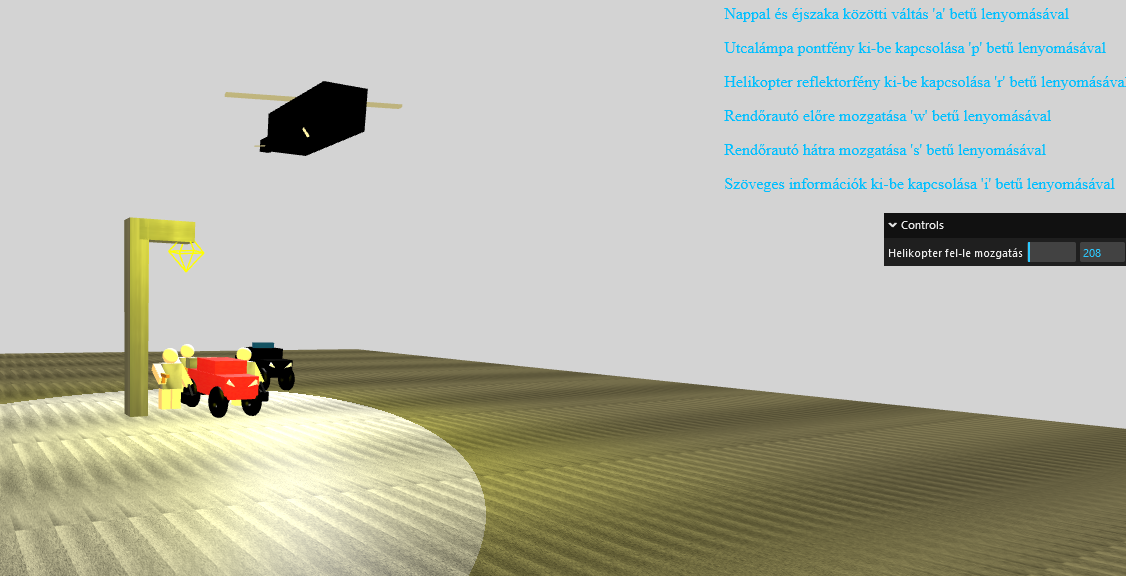 Nappal és éjszaka közötti váltás 'a' betű lenyomásával
Utcalámpa pontfény ki-be kapcsolása 'p' betű lenyomásával
Helikopter reflektorfény ki-be kapcsolása 'r' betű lenyomásával
Rendőrautó előre mozgatása 'w' betű lenyomásával
Rendőrautó hátra mozgatása 's' betű lenyomásával
Szöveges információk ki-be kapcsolása 'i' betű lenyomásával
Controls
Helikopter fel-le mozgatás 208